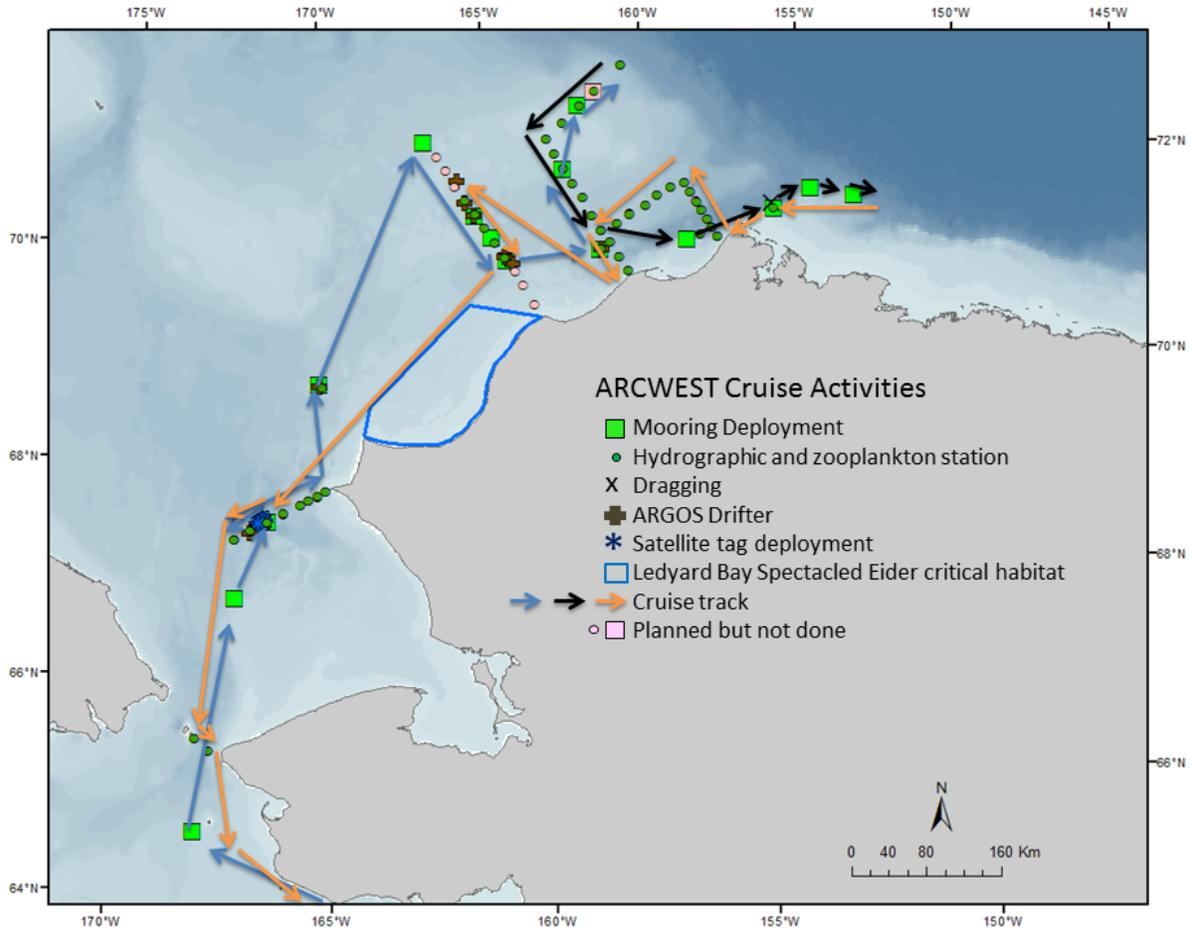 175°W 170°W 165°W 160°W 155°W 150°W 145°W
72°N
70°N
70°N
ARCWEST Cruise Activities
Mooring Deployment
68°N
Hydrographic and zooplankton station
X Dragging
ARGOS Drifter
Satellite tag deployment
68°N
Ledyard Bay Spectacled Eider critical habitat
Cruise track
Planned but not done
66°N
66°N
N
0 40 80 160 Km
64°N
170°W 165°W 160°W 155°W 150°W